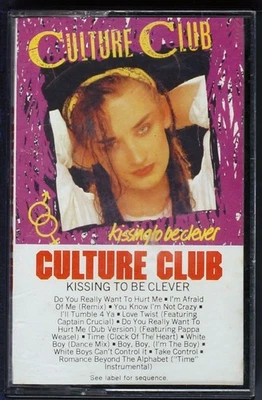 CULTURE CLUB
kissing to be clever
CULTURE CLUB
KISSING TO BE CLEVER
Do You Really Want To Hurt Me ▪ I'm Afraid
Of Me (Remix) ▪ You Know I'm Not Crazy ▪
I'll Tumble 4 Ya ▪ Love Twist (Featuring
Captain Crucial) ▪ Do You Really Want To
Hurt Me (Dub Version) (Featuring Pappa
Weasel) ▪ Time (Clock Of The Heart) ▪ White
Boy (Dance Mix) ▪ Boy, Boy, (I'm The Boy) ▪
White Boys Can't Control It ▪ Take Control ▪
Romance Beyond The Alphabet ("Time"
Instrumental)
See label for sequence.